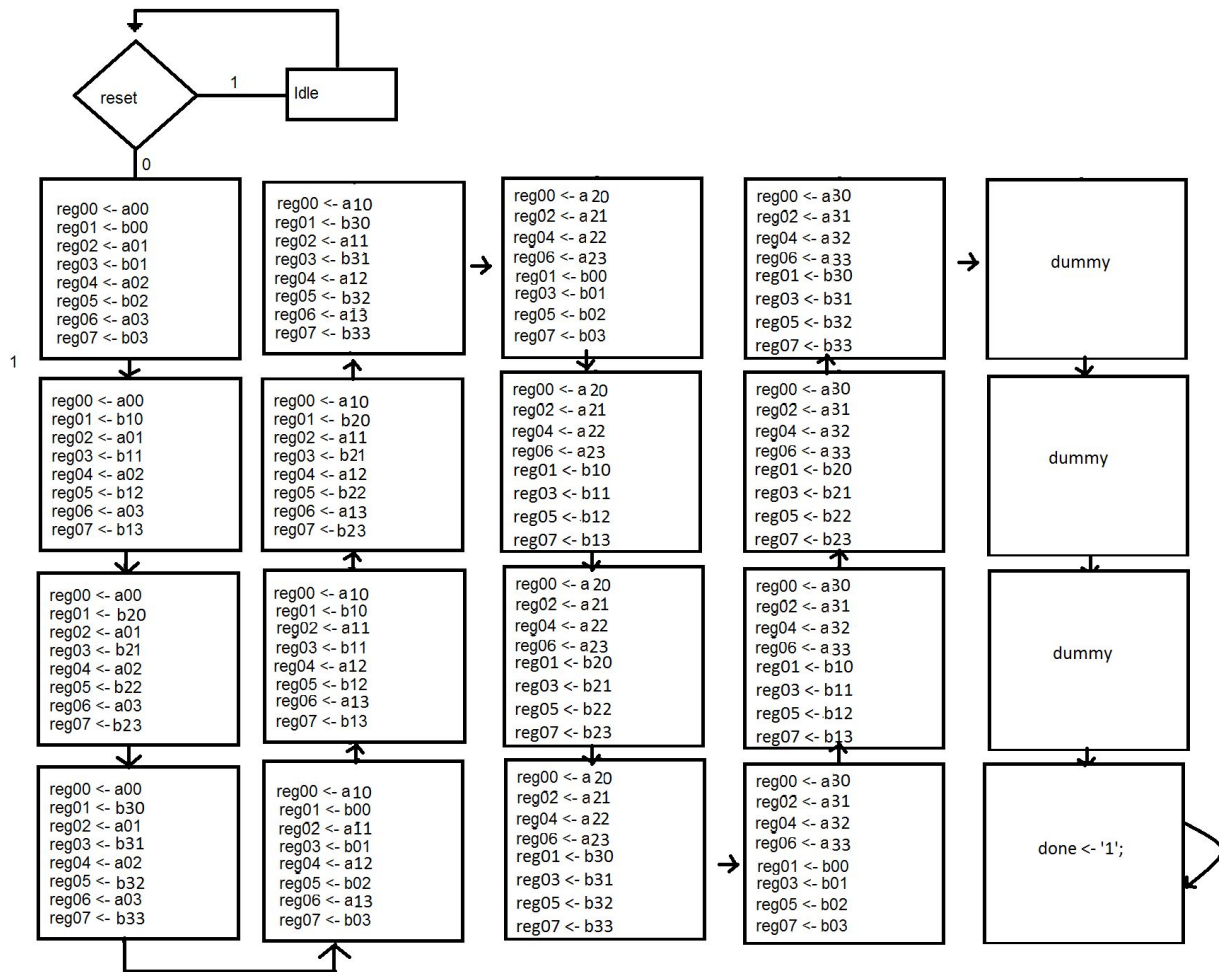 reset
1
Idle
0
reg00 <- a00
reg01 <- b00
reg02 <- a01
reg03 <- b01
reg04 <- a02
reg05 <- b02
reg06 <- a03
reg07 <- b03
1
reg00 <- a00
reg01 <- b10
reg02 <- a01
reg03 <- b11
reg04 <- a02
reg05 <- b12
reg06 <- a03
reg07 <- b13
reg00 <- a00
reg01 <- b20
reg02 <- a01
reg03 <- b21
reg04 <- a02
reg05 <- b22
reg06 <- a03
reg07 <- b23
reg00 <- a00
reg01 <- b30
reg02 <- a01
reg03 <- b31
reg04 <- a02
reg05 <- b32
reg06 <- a03
reg07 <- b33
reg00 <- a10
reg01 <- b00
reg02 <- a11
reg03 <- b01
reg04 <- a12
reg05 <- b02
reg06 <- a13
reg07 <- b03
reg00 <- a10
reg01 <- b10
reg02 <- a11
reg03 <- b11
reg04 <- a12
reg05 <- b12
reg06 <- a13
reg07 <- b13
reg00 <- a10
reg01 <- b20
reg02 <- a11
reg03 <- b21
reg04 <- a12
reg05 <- b22
reg06 <- a13
reg07 <- b23
reg00 <- a10
reg01 <- b30
reg02 <- a11
reg03 <- b31
reg04 <- a12
reg05 <- b32
reg06 <- a13
reg07 <- b33
reg00 <- a 20
reg02 <- a21
reg04 <- a22
reg06 <- a23
reg01 <- b00
reg03 <- b01
reg05 <- b02
reg07 <- b03
reg00 <- a 20
reg02 <- a21
reg04 <- a22
reg06 <- a23
reg01 <- b10
reg03 <- b11
reg05 <- b12
reg07 <- b13
reg00 <- a 20
reg02 <- a21
reg04 <- a22
reg06 <- a23
reg01 <- b20
reg03 <- b21
reg05 <- b22
reg07 <- b23
reg00 <- a 20
reg02 <- a21
reg04 <- a22
reg06 <- a23
reg01 <- b30
reg03 <- b31
reg05 <- b32
reg07 <- b33
reg00 <- a30
reg02 <- a31
reg04 <- a32
reg06 <- a33
reg01 <- b00
reg03 <- b01
reg05 <- b02
reg07 <- b03
reg00 <- a30
reg02 <- a31
reg04 <- a32
reg06 <- a33
reg01 <- b10
reg03 <- b11
reg05 <- b12
reg07 <- b13
reg00 <- a30
reg02 <- a31
reg04 <- a32
reg06 <- a33
reg01 <- b20
reg03 <- b21
reg05 <- b22
reg07 <- b23
reg00 <- a30
reg02 <- a31
reg04 <- a32
reg06 <- a33
reg01 <- b30
reg03 <- b31
reg05 <- b32
reg07 <- b33
dummy
dummy
dummy
done <- '1';